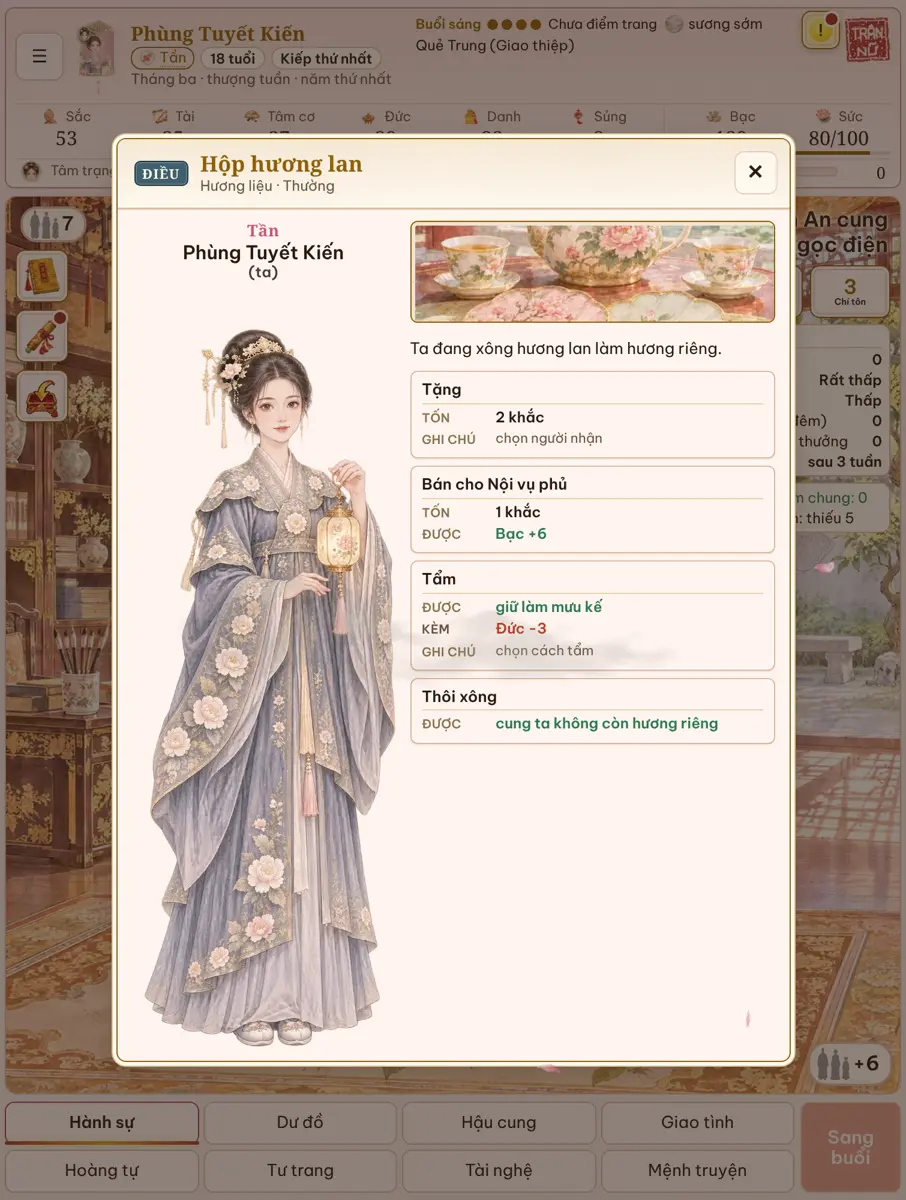 Phùng Tuyết Kiến
Tần
18 tuổi
Kiếp thứ nhất
Tháng ba · thượng tuần · năm thứ nhất
Buổi sáng
Chưa điểm trang
sương sớm
Quẻ Trung (Giao thiệp)
!
TRÂN NỮ
Sắc
Tài
Tâm cơ
Đức
Danh
Sủng
Bạc
Sức
53
80/100
Tâm trạng
0
7
An cung
ngọc điện
3
Chí tôn
0
Rất thấp
Thấp
đêm) 0
thưởng 0
sau 3 tuần
chung: 0
thiếu 5
ĐIỀU
Hộp hương lan
Hương liệu · Thường
Tần
Phùng Tuyết Kiến
(ta)
Ta đang xông hương lan làm hương riêng.
Tặng
TỐN 2 khắc
GHI CHÚ chọn người nhận
Bán cho Nội vụ phủ
TỐN 1 khắc
ĐƯỢC Bạc +6
Tẩm
ĐƯỢC giữ làm mưu kế
KÈM Đức -3
GHI CHÚ chọn cách tẩm
Thôi xông
ĐƯỢC cung ta không còn hương riêng
+6
Hành sự
Dư đồ
Hậu cung
Giao tình
Sang buổi
Hoàng tự
Tư trang
Tài nghệ
Mệnh truyện